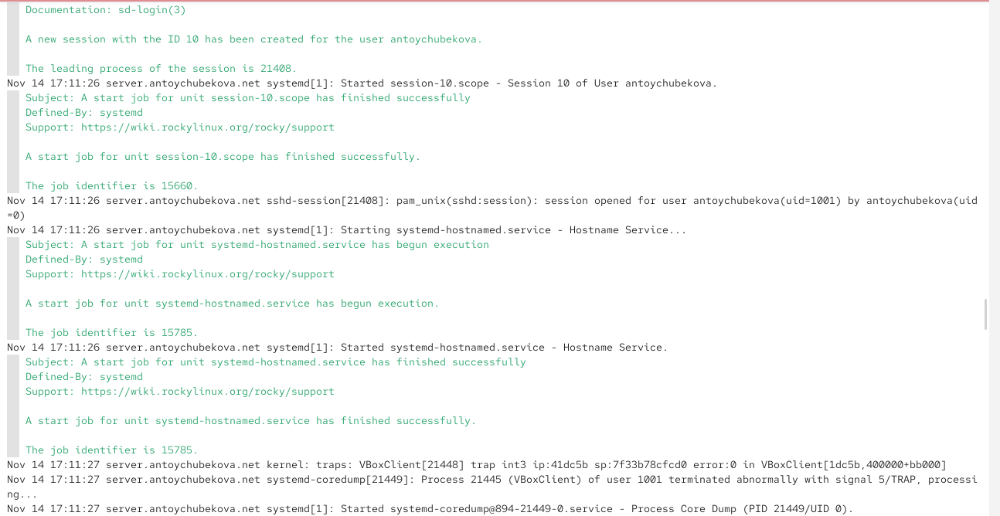 Documentation: sd-login(3)
A new session with the ID 10 has been created for the user antoychubekova.
The leading process of the session is 21408.
Nov 14 17:11:26 server.antoychubekova.net systemd[1]: Started session-10.scope - Session 10 of User antoychubekova.
Subject: A start job for unit session-10.scope has finished successfully
Defined-By: systemd
Support: https://wiki.rockylinux.org/rocky/support
A start job for unit session-10.scope has finished successfully.
The job identifier is 15660.
Nov 14 17:11:26 server.antoychubekova.net sshd-session[21408]: pam_unix(sshd:session): session opened for user antoychubekova(uid=1001) by antoychubekova(uid
=0)
Nov 14 17:11:26 server.antoychubekova.net systemd[1]: Starting systemd-hostnamed.service - Hostname Service...
Subject: A start job for unit systemd-hostnamed.service has begun execution
Defined-By: systemd
Support: https://wiki.rockylinux.org/rocky/support
A start job for unit systemd-hostnamed.service has begun execution.
The job identifier is 15785.
Nov 14 17:11:26 server.antoychubekova.net systemd[1]: Started systemd-hostnamed.service - Hostname Service.
Subject: A start job for unit systemd-hostnamed.service has finished successfully
Defined-By: systemd
Support: https://wiki.rockylinux.org/rocky/support
A start job for unit systemd-hostnamed.service has finished successfully.
The job identifier is 15785.
Nov 14 17:11:27 server.antoychubekova.net kernel: traps: VBoxClient[21448] trap int3 ip:41dc5b sp:7f33b78cfcd0 error:0 in VBoxClient[1dc5b,400000+bb000]
Nov 14 17:11:27 server.antoychubekova.net systemd-coredump[21449]: Process 21445 (VBoxClient) of user 1001 terminated abnormally with signal 5/TRAP, processi
ng...
Nov 14 17:11:27 server.antoychubekova.net systemd[1]: Started systemd-coredump@894-21449-0.service - Process Core Dump (PID 21449/UID 0).